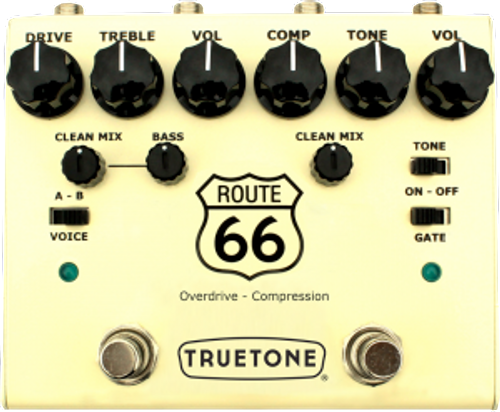 DRIVE TREBLE VOL COMP TONE VOL
CLEAN MIX BASS CLEAN MIX TONE
A - B ON - OFF
VOICE GATE
ROUTE
66
Overdrive - Compression
TRUETONE®